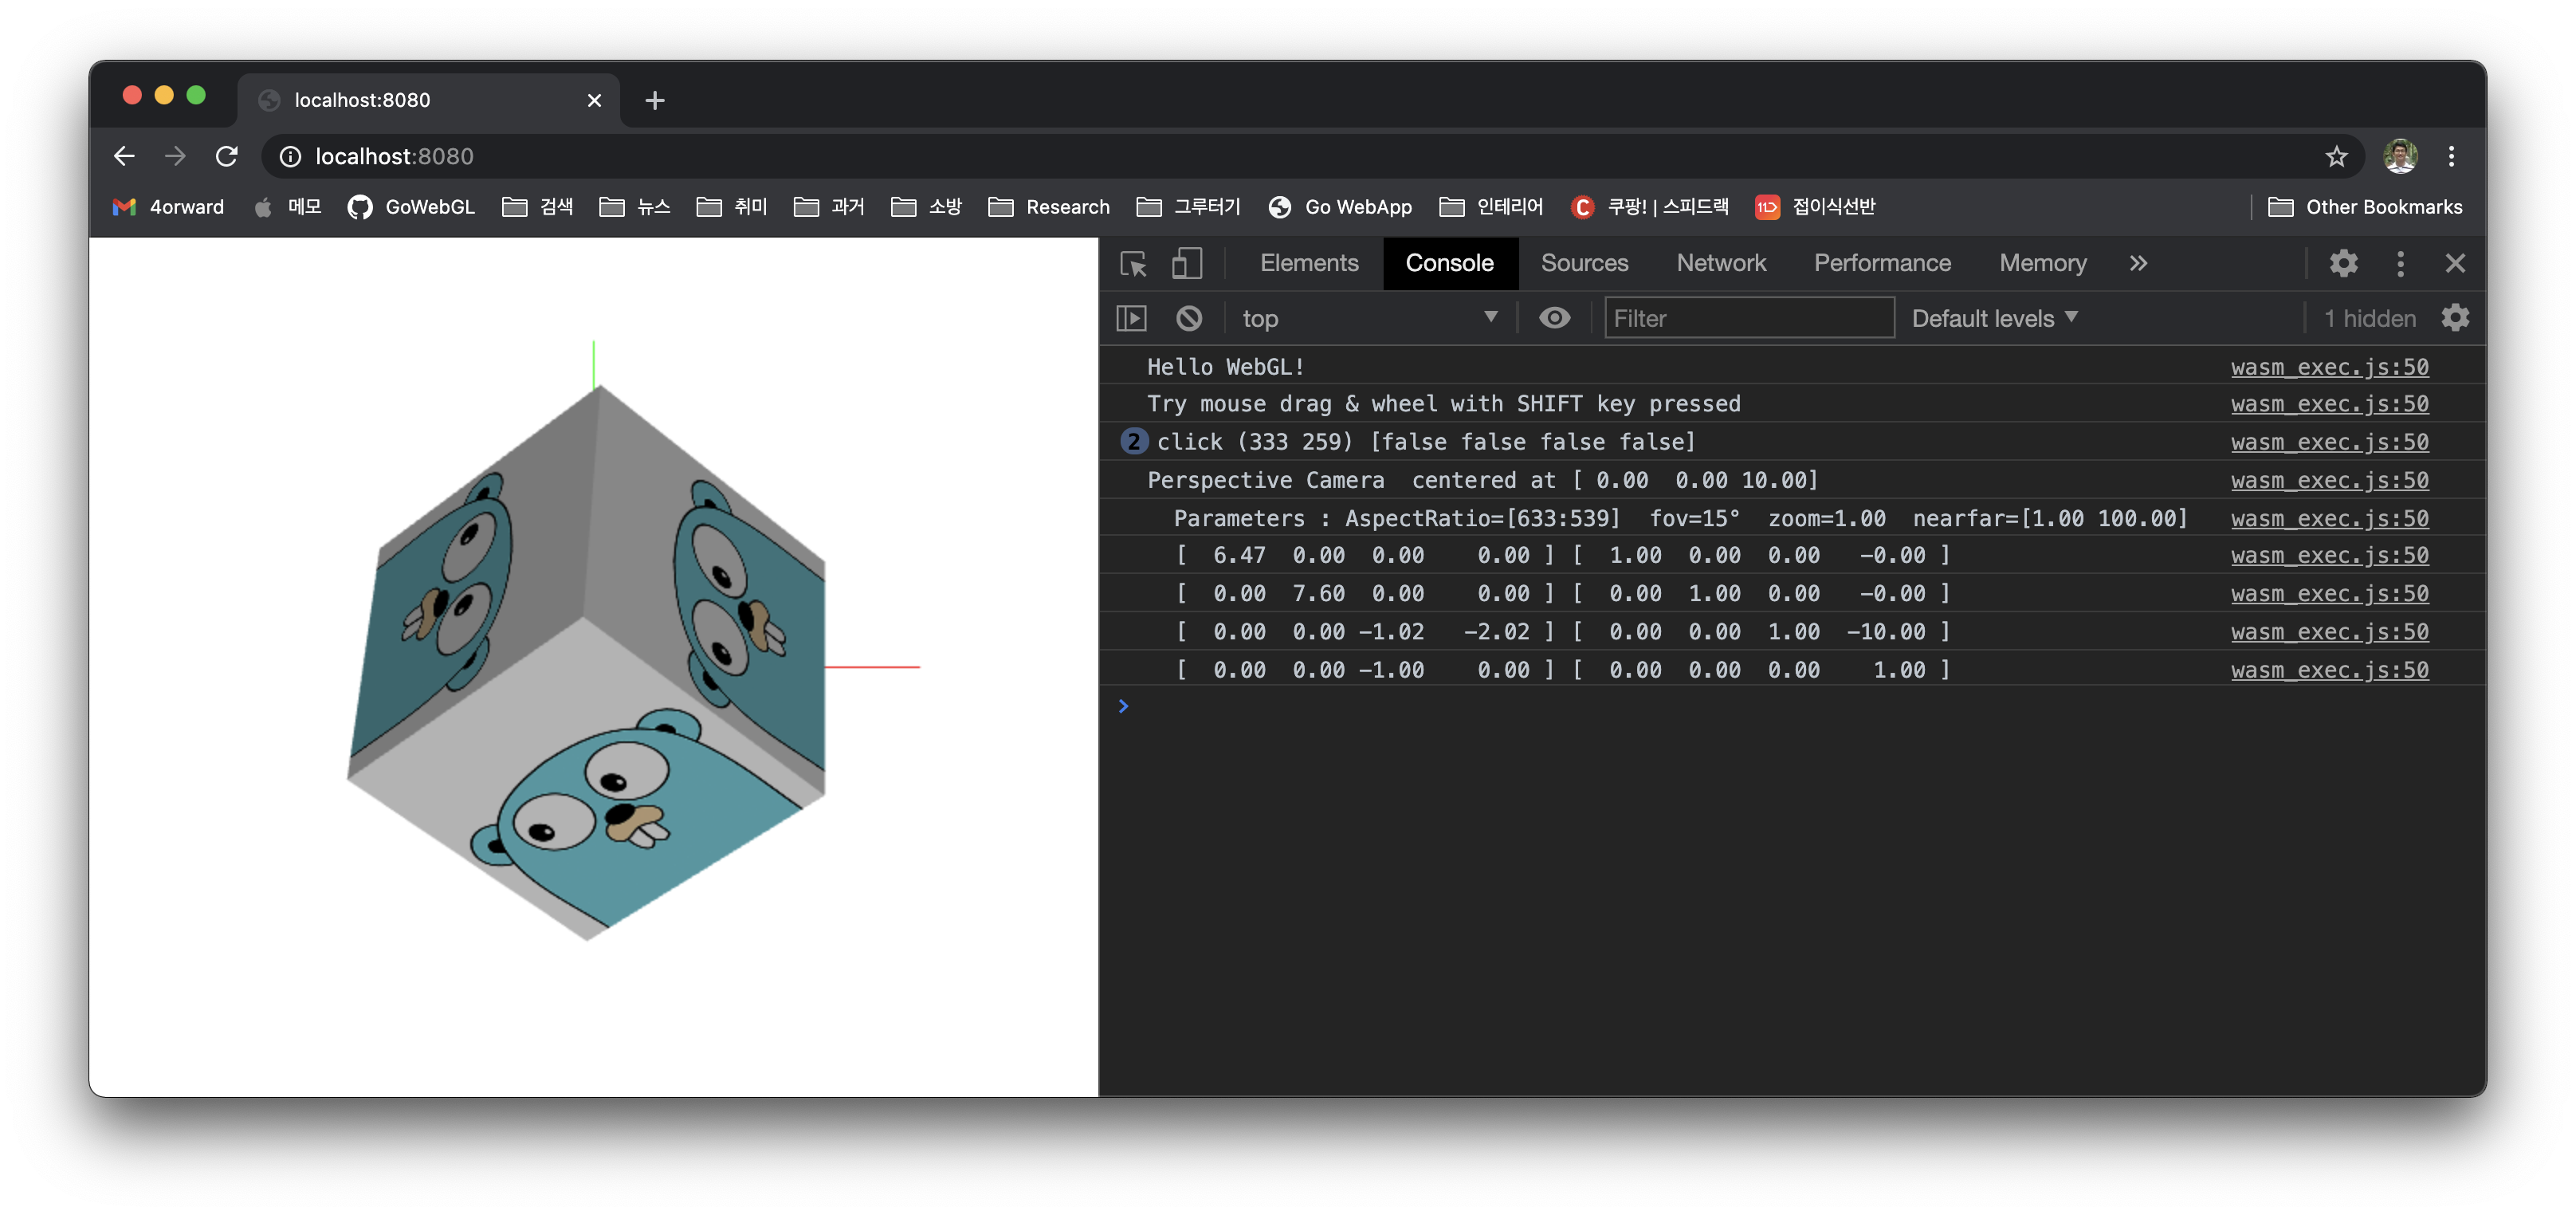 localhost:8080
localhost:8080
4orward 메모 GoWebGL 검색 뉴스 취미 과거 소방 Research 그루터기 Go WebApp 인테리어 C 쿠팡! | 스피드랙 11 접이식선반 Other Bookmarks
Elements Console Sources Network Performance Memory
top Filter Default levels 1 hidden
Hello WebGL! wasm_exec.js:50
Try mouse drag & wheel with SHIFT key pressed wasm_exec.js:50
2 click (333 259) [false false false false] wasm_exec.js:50
Perspective Camera  centered at [ 0.00  0.00 10.00] wasm_exec.js:50
Parameters : AspectRatio=[633:539]  fov=15°  zoom=1.00  nearfar=[1.00 100.00] wasm_exec.js:50
[  6.47  0.00  0.00    0.00 ] [  1.00  0.00  0.00   -0.00 ] wasm_exec.js:50
[  0.00  7.60  0.00    0.00 ] [  0.00  1.00  0.00   -0.00 ] wasm_exec.js:50
[  0.00  0.00 -1.02   -2.02 ] [  0.00  0.00  1.00  -10.00 ] wasm_exec.js:50
[  0.00  0.00 -1.00    0.00 ] [  0.00  0.00  0.00    1.00 ] wasm_exec.js:50